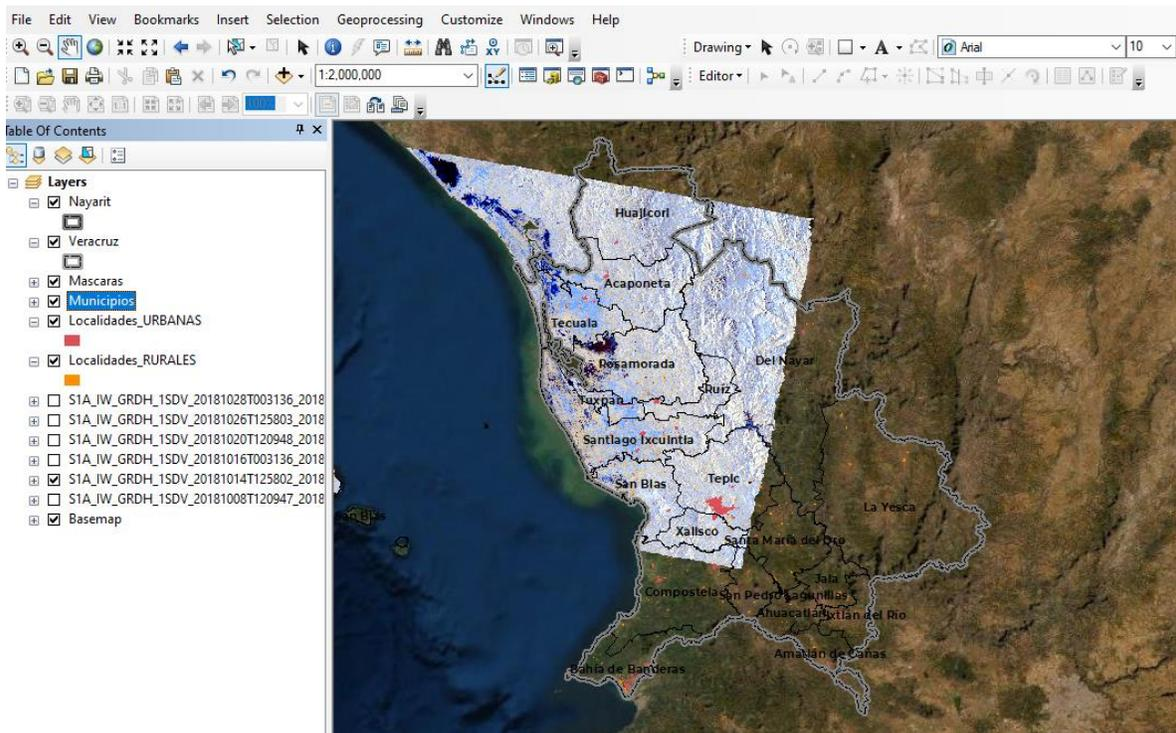 File Edit View Bookmarks Insert Selection Geoprocessing Customize Windows Help
Drawing Arial 10
1:2,000,000 Editor
100%
Table Of Contents
Layers
Nayarit
Veracruz
Mascaras
Municipios
Localidades_URBANAS
Localidades_RURALES
S1A_IW_GRDH_1SDV_20181028T003136_2018
S1A_IW_GRDH_1SDV_20181026T125803_2018
S1A_IW_GRDH_1SDV_20181020T120948_2018
S1A_IW_GRDH_1SDV_20181016T003136_2018
S1A_IW_GRDH_1SDV_20181014T125802_2018
S1A_IW_GRDH_1SDV_20181008T120947_2018
Basemap
Huajicori
Acaponeta
Tecuala
Rosamorada
Del Nayar
Ruiz
Tuxpan
Santiago Ixcuintla
San Blas
Tepic
La Yesca
San Blas
Xalisco
Santa María del Oro
Jala
Compostela
San Pedro Lagunillas
Ahuacatlán
Ixtlán del Río
Amatlán de Cañas
Bahía de Banderas